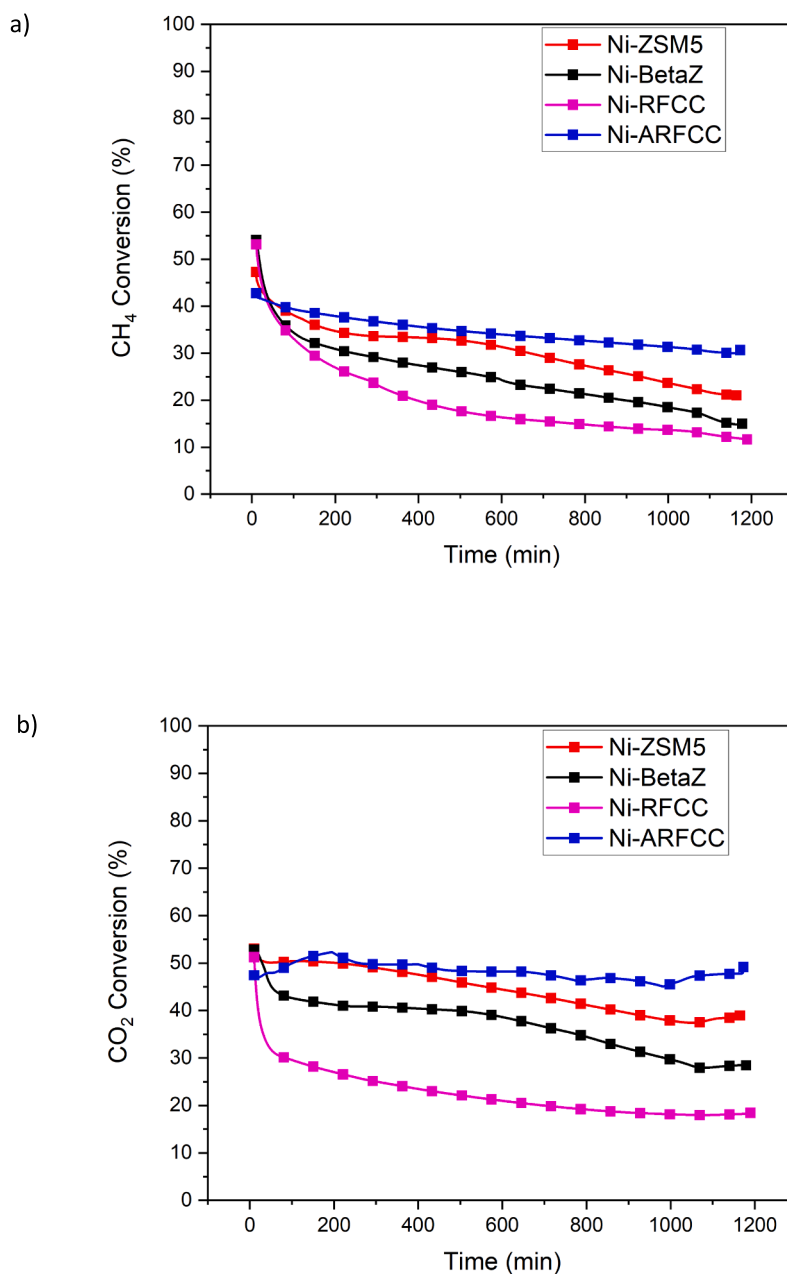 a)
100
90
80
70
60
50
40
30
20
10
0
CH₄ Conversion (%)
Ni-ZSM5
Ni-BetaZ
Ni-RFCC
Ni-ARFCC
0 200 400 600 800 1000 1200
Time (min)
b)
100
90
80
70
60
50
40
30
20
10
0
CO₂ Conversion (%)
Ni-ZSM5
Ni-BetaZ
Ni-RFCC
Ni-ARFCC
0 200 400 600 800 1000 1200
Time (min)